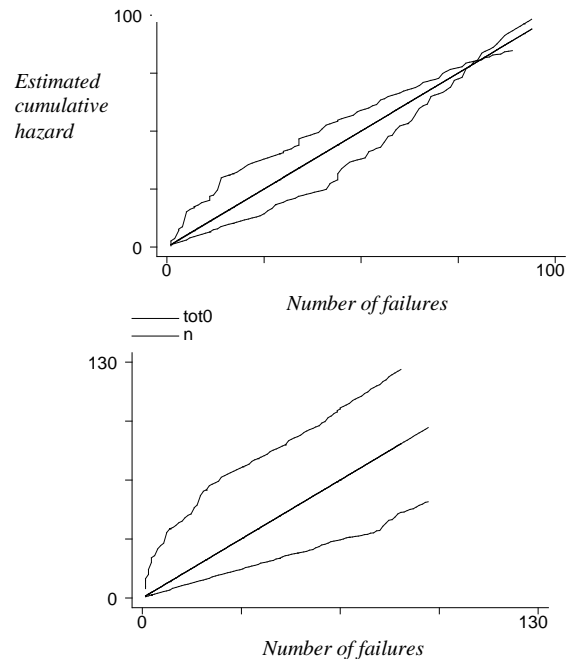 100
Estimated
cumulative
hazard
0
0
100
Number of failures
tot0
n
130
0
0
130
Number of failures